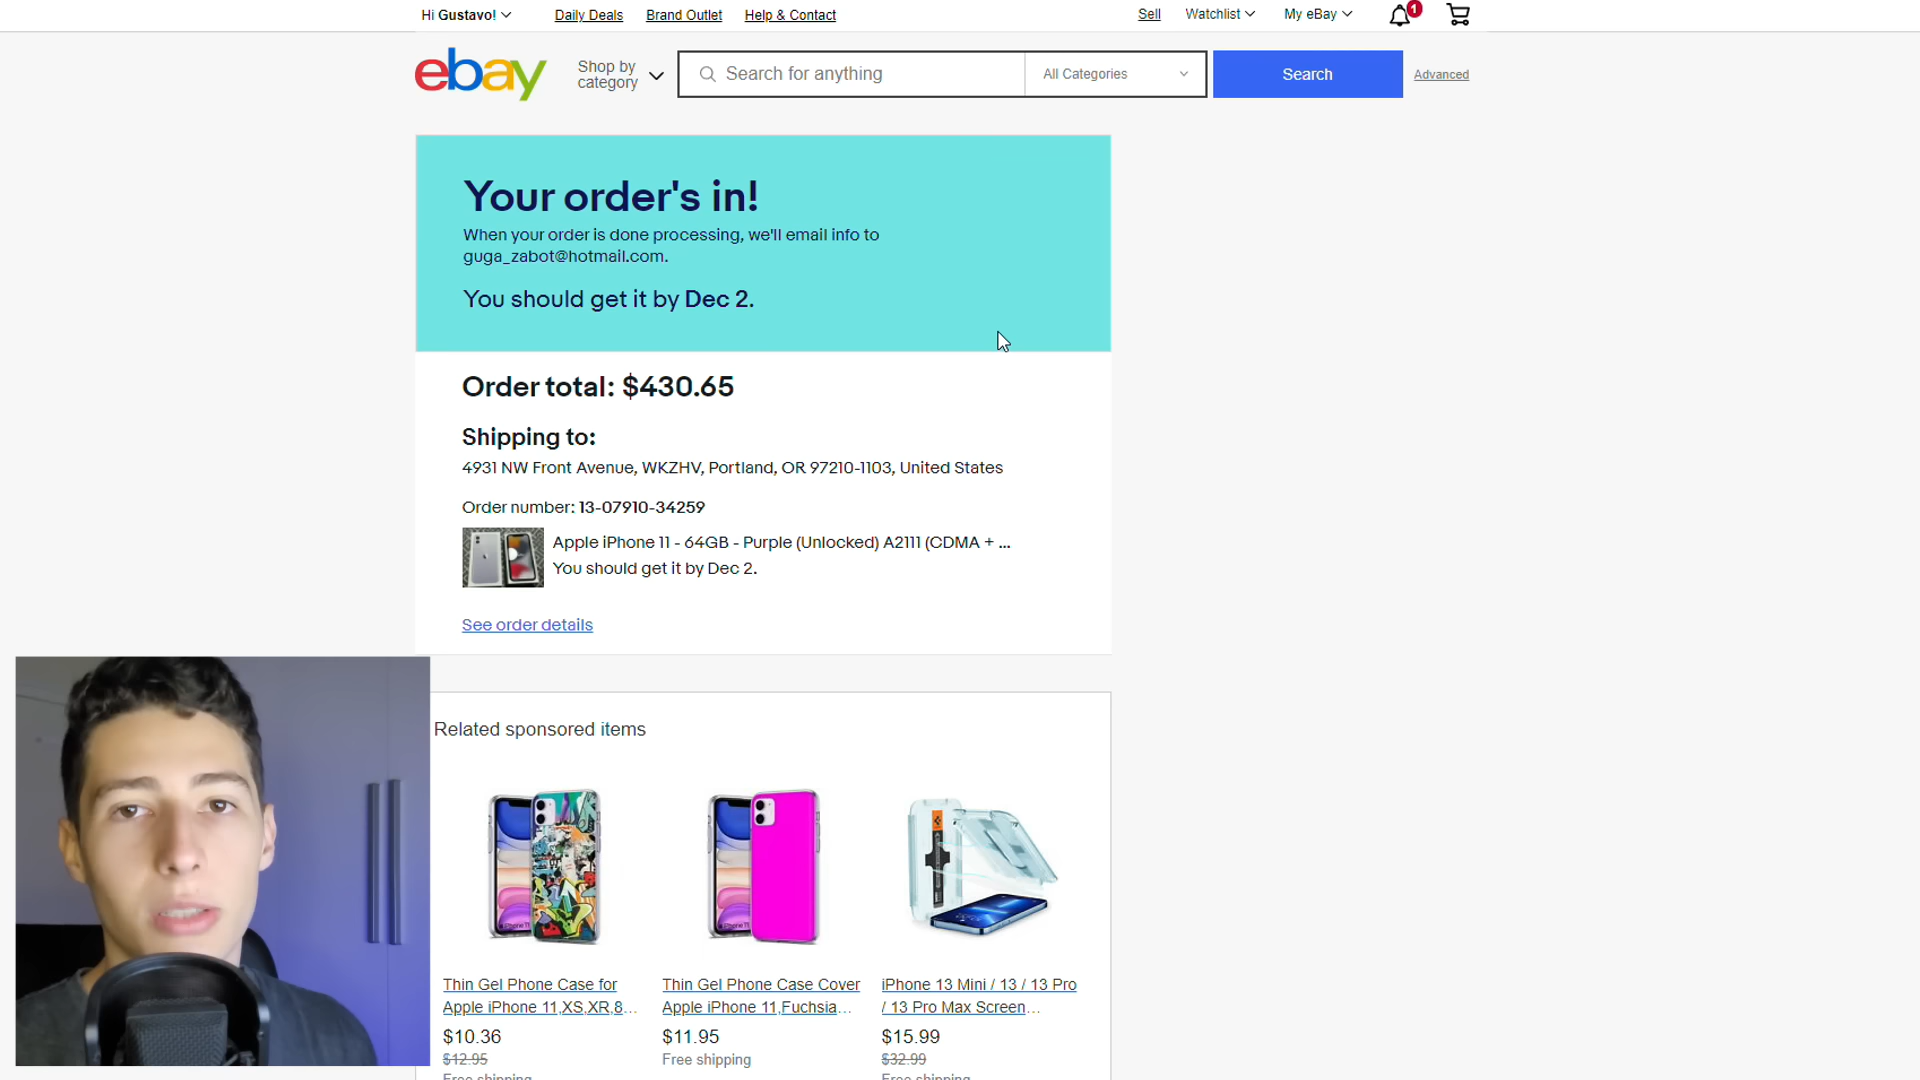 Hi Gustavo!
Daily Deals
Brand Outlet
Help & Contact
Sell
Watchlist
My eBay
1
ebay
Shop by
category
Search for anything
All Categories
Search
Advanced
Your order's in!
When your order is done processing, we'll email info to
guga_zabot@hotmail.com.
You should get it by Dec 2.
Order total: $430.65
Shipping to:
4931 NW Front Avenue, WKZHV, Portland, OR 97210-1103, United States
Order number: 13-07910-34259
Apple iPhone 11 - 64GB - Purple (Unlocked) A2111 (CDMA + ...
You should get it by Dec 2.
See order details
Related sponsored items
Thin Gel Phone Case for
Apple iPhone 11,XS,XR,8...
$10.36
$12.95
Free shipping
Thin Gel Phone Case Cover
Apple iPhone 11,Fuchsia...
$11.95
Free shipping
iPhone 13 Mini / 13 / 13 Pro
/ 13 Pro Max Screen...
$15.99
$32.99
Free shipping